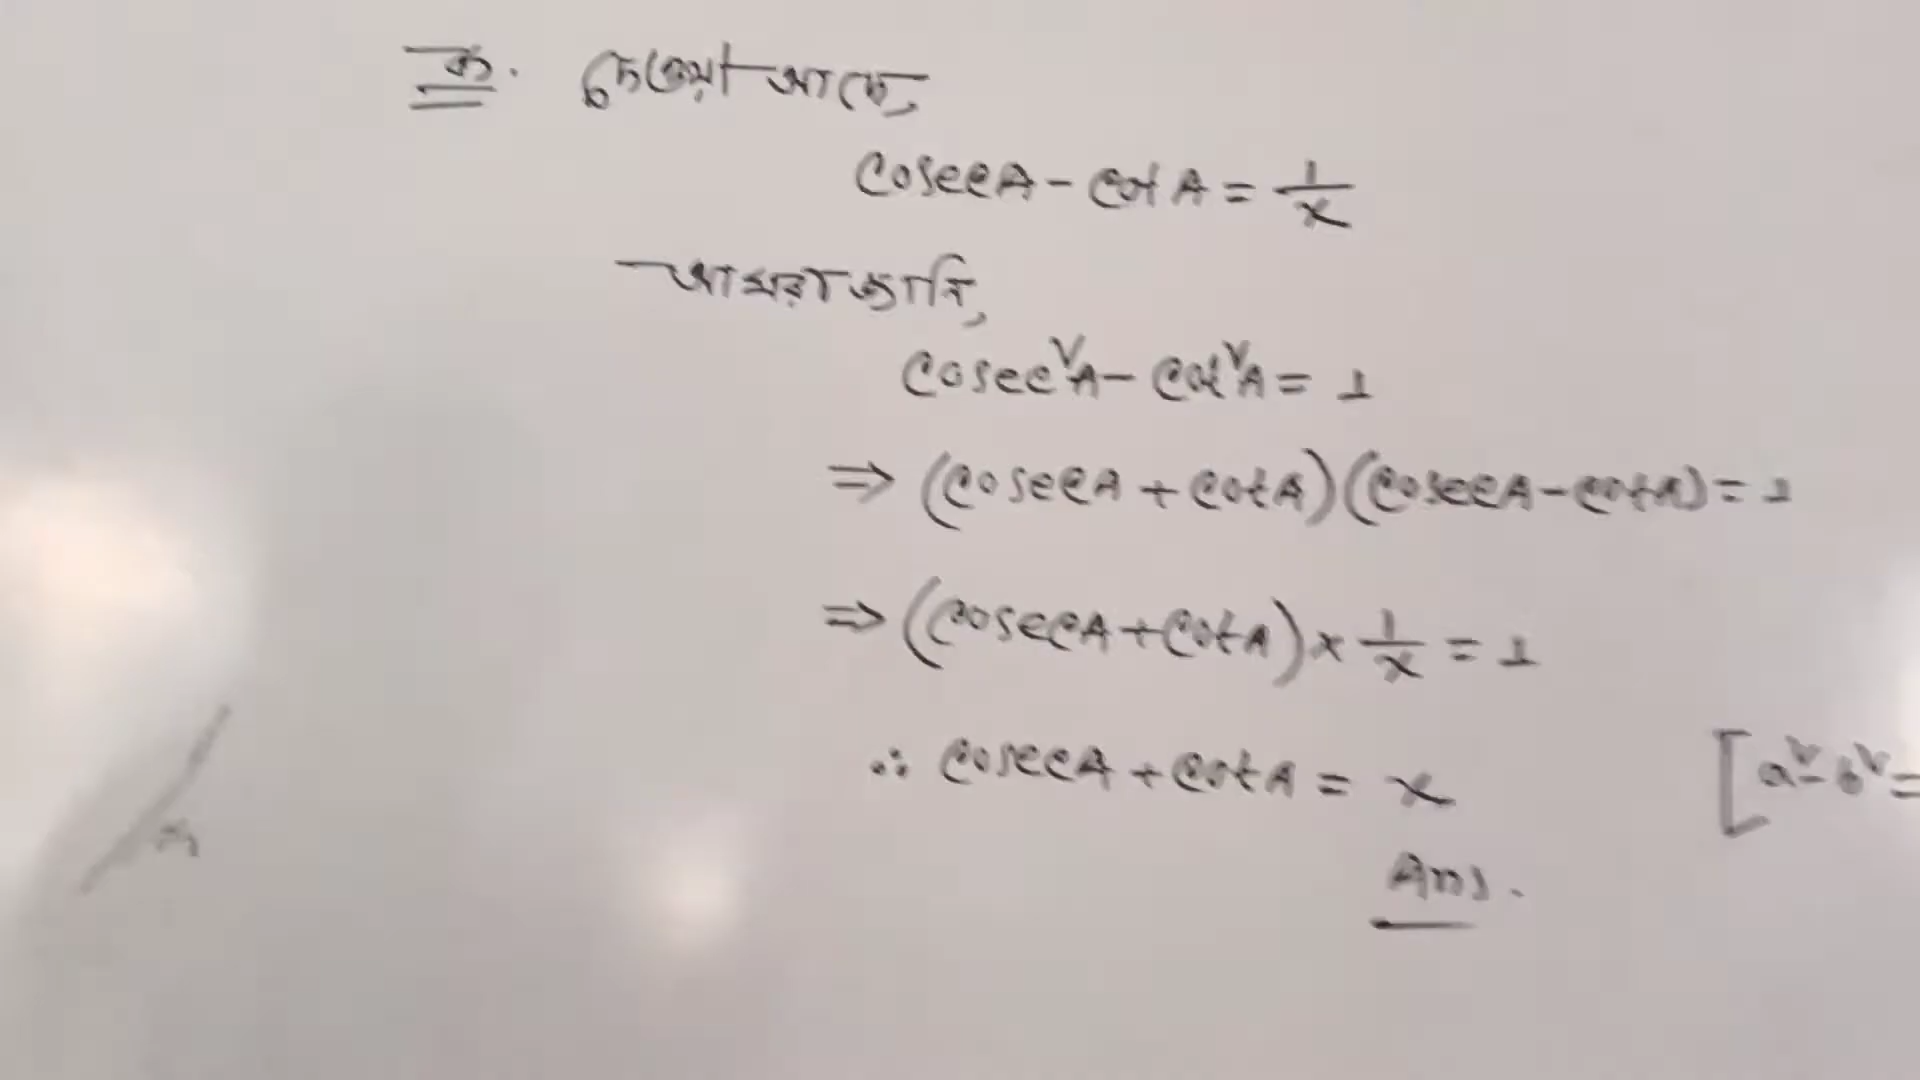 ক. দেওয়া আছে,
cosecA - cotA = 1/x
আমরা জানি,
cosec²A - cot²A = 1
⇒ (cosecA + cotA)(cosecA - cotA) = 1
⇒ (cosecA + cotA) × 1/x = 1
∴ cosecA + cotA = x
[a² - b² =
Ans.